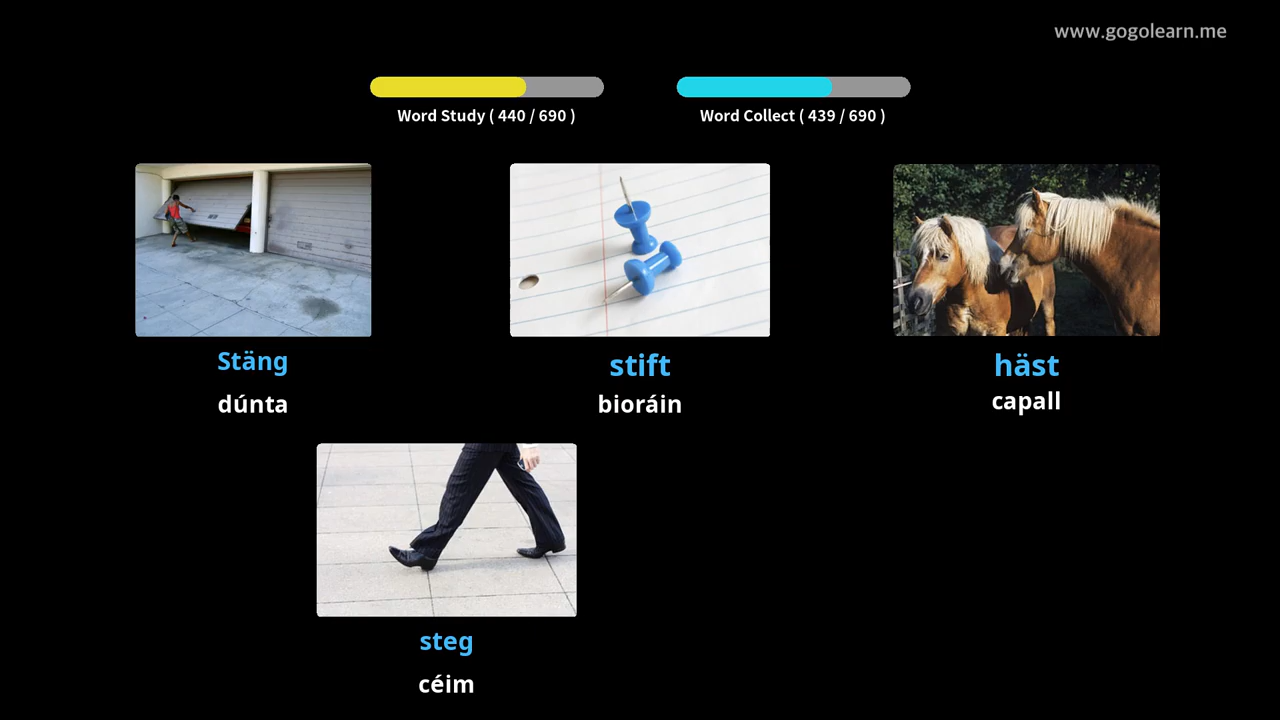 www.gogolearn.me
Word Study ( 440 / 690 )
Word Collect ( 439 / 690 )
Stäng
dúnta
stift
bioráin
häst
capall
steg
céim